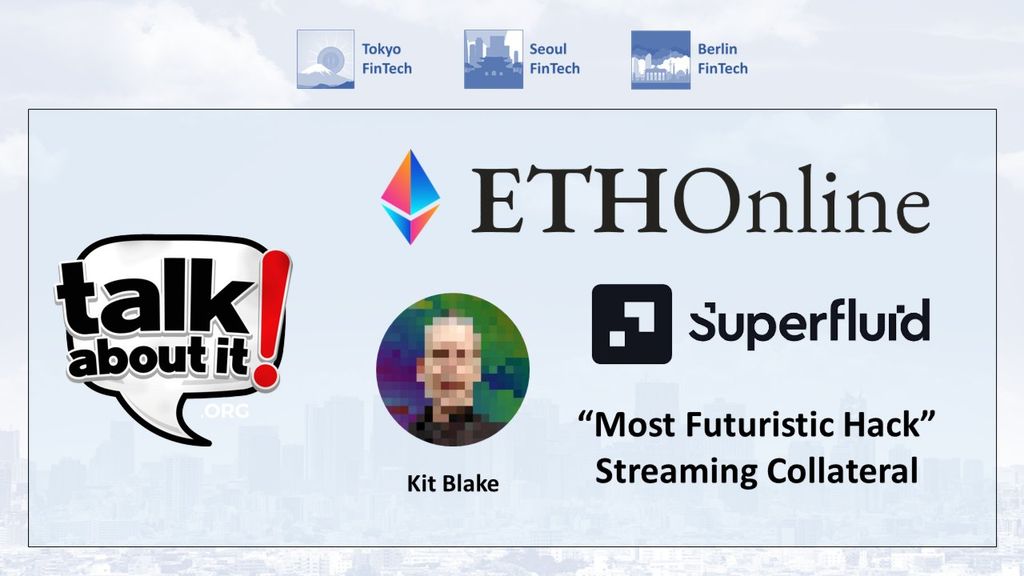 Tokyo
FinTech
Seoul
FinTech
Berlin
FinTech
ETHOnline
talk
about it!
.ORG
Superfluid
Kit Blake
“Most Futuristic Hack”
Streaming Collateral